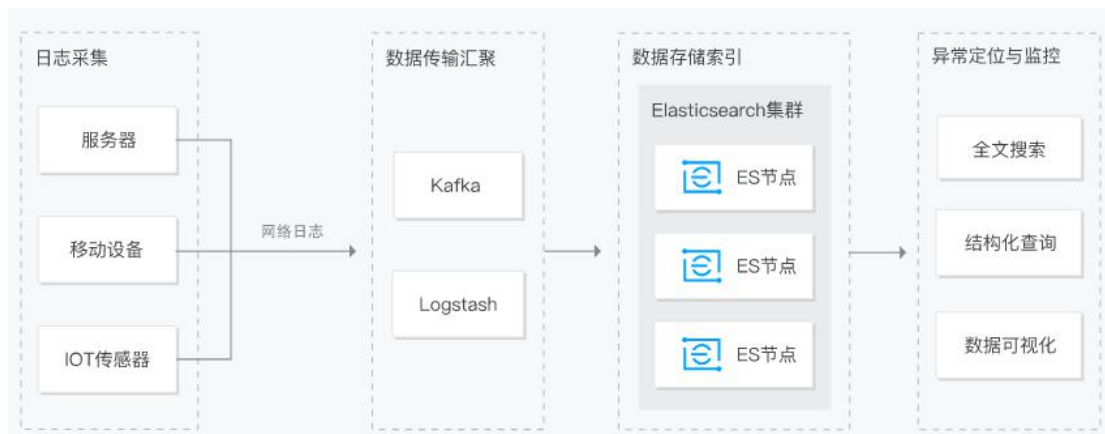 日志采集
服务器
移动设备
IOT传感器
网络日志
数据传输汇聚
Kafka
Logstash
数据存储索引
Elasticsearch集群
ES节点
ES节点
ES节点
异常定位与监控
全文搜索
结构化查询
数据可视化